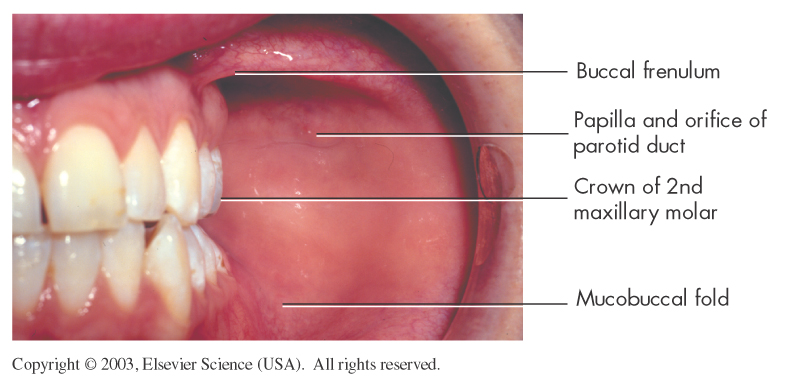 Buccal frenulum
Papilla and orifice of
parotid duct
Crown of 2nd
maxillary molar
Mucobuccal fold
Copyright © 2003, Elsevier Science (USA).  All rights reserved.